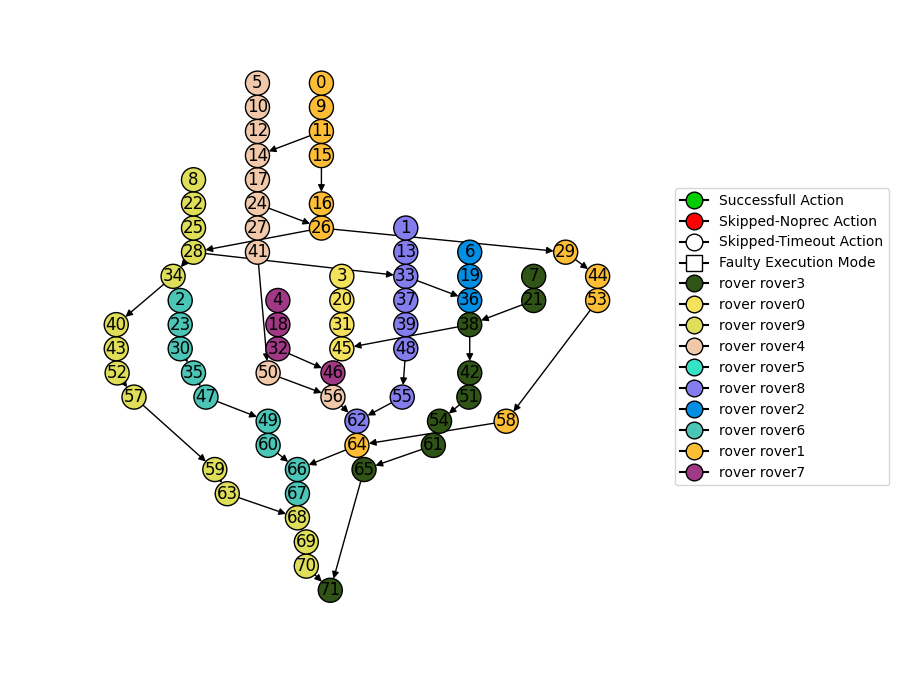 5 0
10 9
12 11
14 15
8 17
22 24 16
25 27 26 1
28 41 13 6 29
34 3 33 19 7 44
2 4 20 37 36 21 53
40 23 18 31 39 38
43 30 32 45 48
52 35 50 46 42
57 47 56 55 51
49 62 54 58
60 64 61
59 66 65
63 67
68
69
70
71
Successfull Action
Skipped-Noprec Action
Skipped-Timeout Action
Faulty Execution Mode
rover rover3
rover rover0
rover rover9
rover rover4
rover rover5
rover rover8
rover rover2
rover rover6
rover rover1
rover rover7